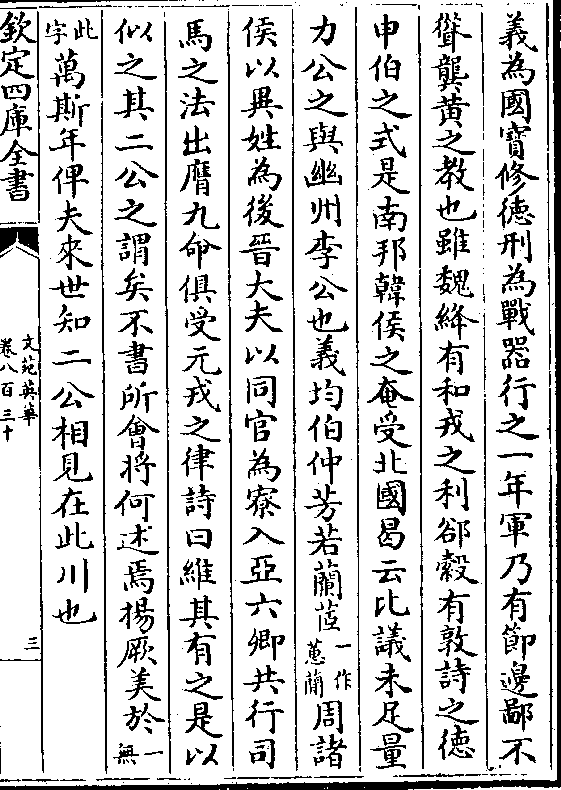 義為國寳修德刑為戰器行之一年軍乃有節邊鄙不
聳龔黄之教也雖魏絳有和戎之利郤縠有敦詩之德
申伯之式是南邦韓侯之奄受北國曷云比議未足量
力公之與幽州李公也義均伯仲芳若蘭茝一作蕙蘭周諸
侯以異姓為後晉大夫以同官為寮入亞六卿共行司
馬之法出膺九命俱受元戎之律詩曰維其有之是以
似之其二公之謂矣不書所會将何述焉揚厥美於一無
此字萬斯年俾夫來世知二公相見在此川也
欽定四庫全書
文苑英華
卷八百三十
三